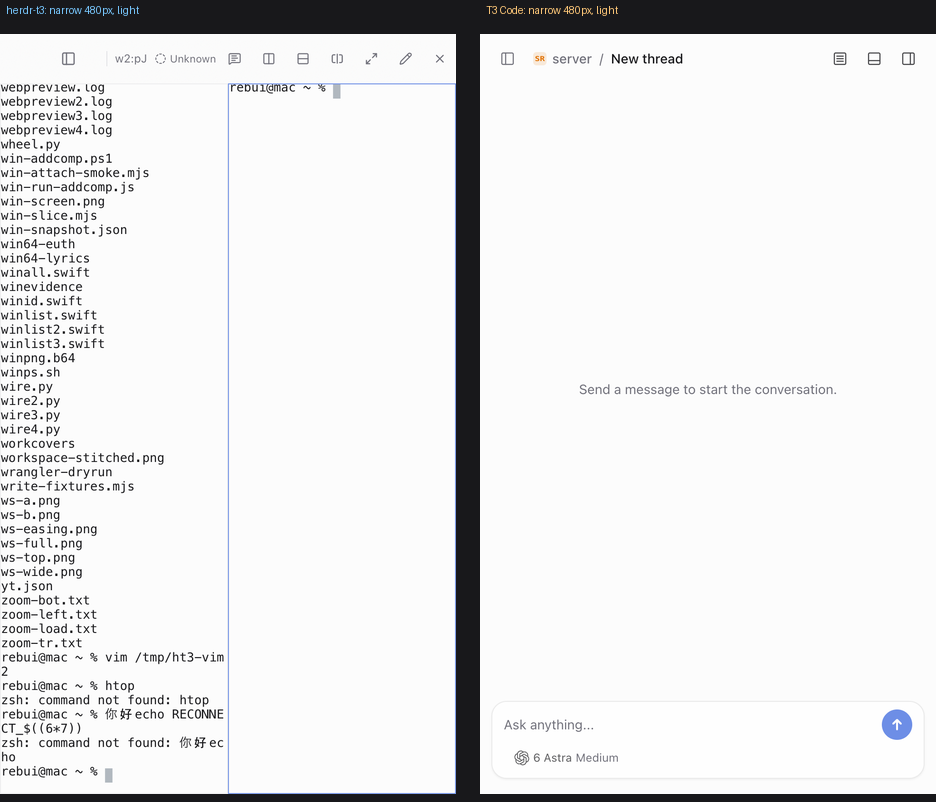 herdr-t3: narrow 480px, light
w2:pJ Unknown
webpreview.log
webpreview2.log
webpreview3.log
webpreview4.log
wheel.py
win-addcomp.ps1
win-attach-smoke.mjs
win-run-addcomp.js
win-screen.png
win-slice.mjs
win-snapshot.json
win64-euth
win64-lyrics
winall.swift
winevidence
winid.swift
winlist.swift
winlist2.swift
winlist3.swift
winpng.b64
winps.sh
wire.py
wire2.py
wire3.py
wire4.py
workcovers
workspace-stitched.png
wrangler-dryrun
write-fixtures.mjs
ws-a.png
ws-b.png
ws-easing.png
ws-full.png
ws-top.png
ws-wide.png
yt.json
zoom-bot.txt
zoom-left.txt
zoom-load.txt
zoom-tr.txt
rebui@mac ~ % vim /tmp/ht3-vim
2
rebui@mac ~ % htop
zsh: command not found: htop
rebui@mac ~ % 你好echo RECONNE
CT_$((6*7))
zsh: command not found: 你好ec
ho
rebui@mac ~ %
rebui@mac ~ %
T3 Code: narrow 480px, light
SR server / New thread
Send a message to start the conversation.
Ask anything...
6 Astra Medium